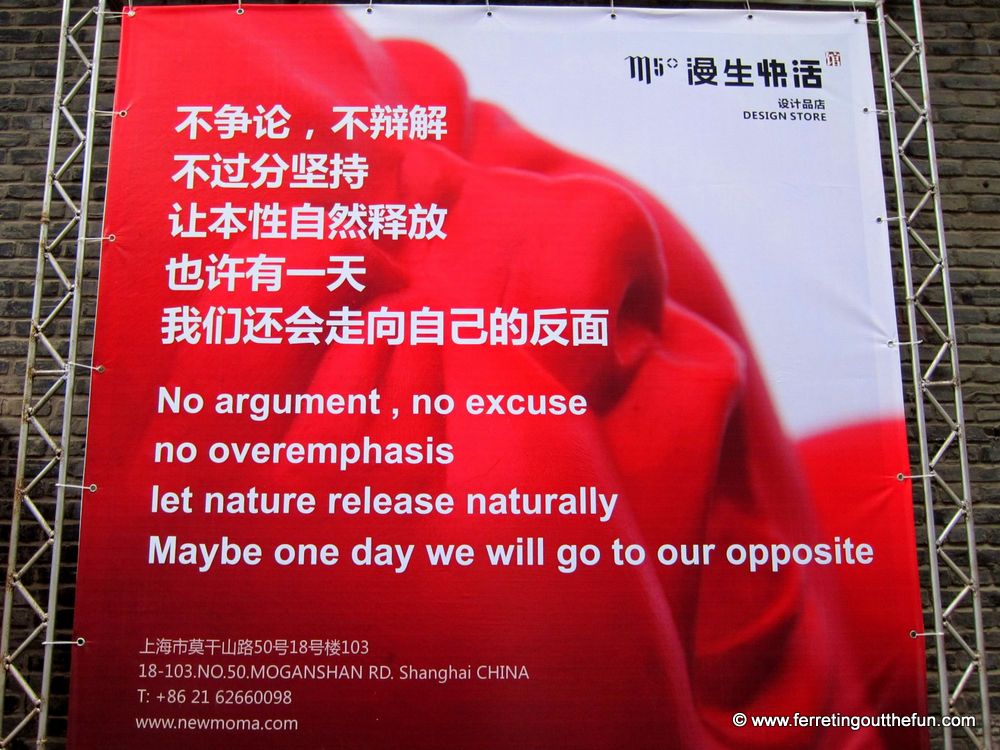 m50 漫生快活
设计品店
DESIGN STORE
不争论，不辩解
不过分坚持
让本性自然释放
也许有一天
我们还会走向自己的反面
No argument , no excuse
no overemphasis
let nature release naturally
Maybe one day we will go to our opposite
上海市莫干山路50号18号楼103
18-103.NO.50.MOGANSHAN RD. Shanghai CHINA
T: +86 21 62660098
www.newmoma.com
© www.ferretingoutthefun.com